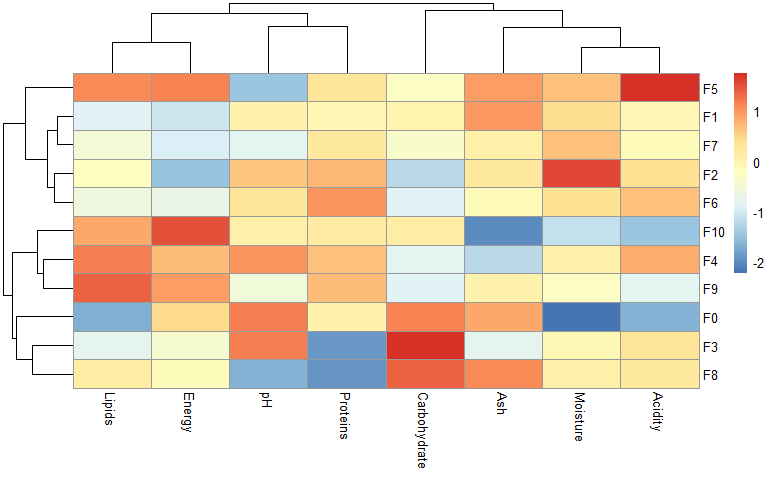 F5
F1
F7
F2
F6
F10
F4
F9
F0
F3
F8
1
0
-1
-2
Lipids
Energy
pH
Proteins
Carbohydrate
Ash
Moisture
Acidity